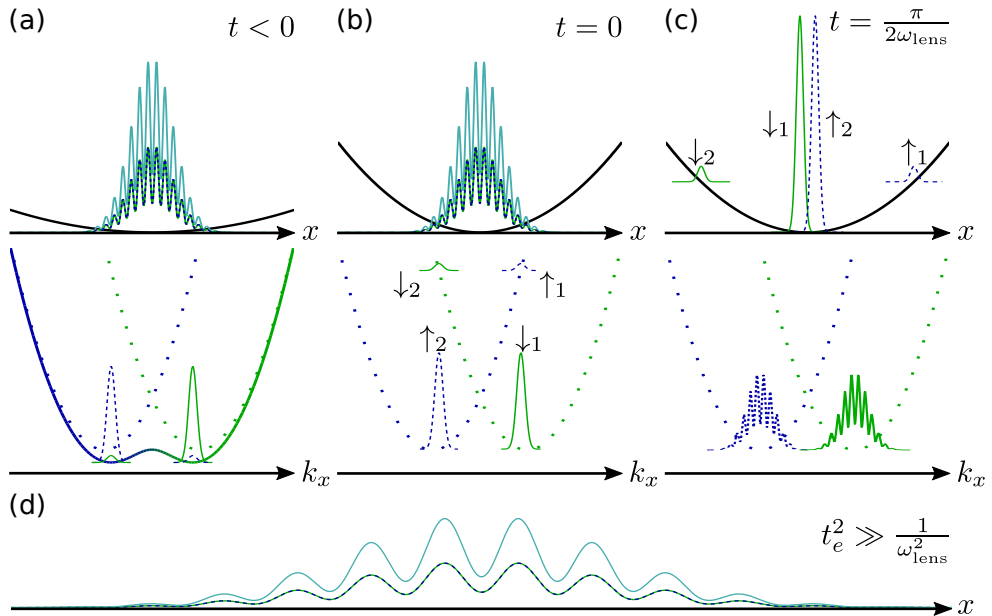 (a) t < 0
(b) t = 0
(c) t = π/2ω_lens
↓1 ↑2
↓2 ↑1
x x x
↓2 ↑1
↑2 ↓1
k_x k_x k_x
(d) t_e^2 ≫ 1/ω_lens^2
x